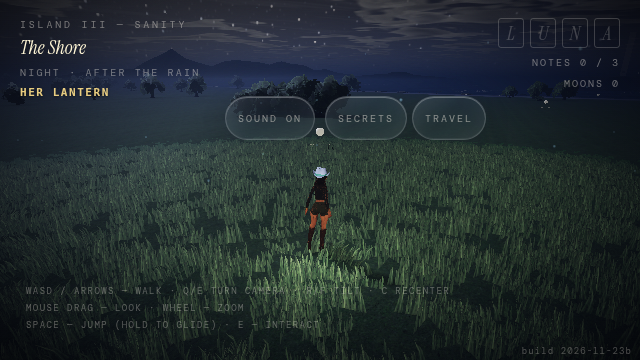 ISLAND III — SANITY
The Shore
NIGHT · AFTER THE RAIN
HER LANTERN
LUNA
NOTES 0 / 3
MOONS 0
SOUND ON
SECRETS
TRAVEL
WASD / ARROWS — WALK · Q/E TURN CAMERA · TILT · C RECENTER
MOUSE DRAG — LOOK · WHEEL — ZOOM
SPACE — JUMP (HOLD TO GLIDE) · E — INTERACT
build 2026-11-23b